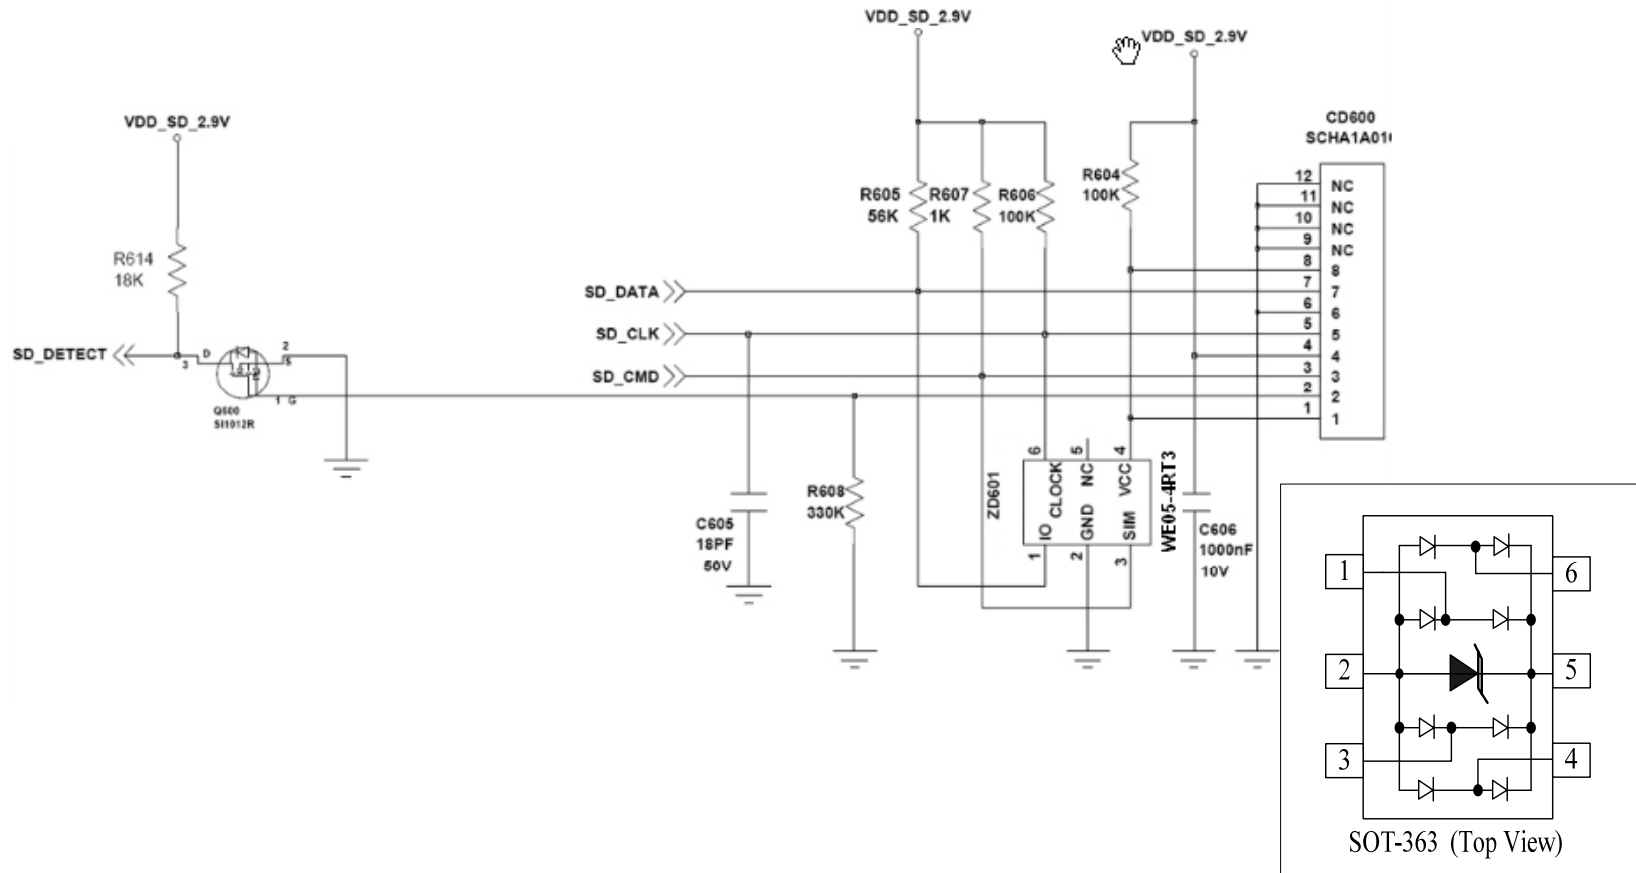 VDD_SD_2.9V
VDD_SD_2.9V
VDD_SD_2.9V
CD600
R605
56K
R607
1K
R606
100K
R604
100K
12 NC
11 NC
10 NC
9 NC
8 8
7 7
6 6
5 5
4 4
3 3
2 2
1 1
R614
18K
SD_DATA
SD_CLK
SD_CMD
SD_DETECT
3 D
2
S
1 G
Q600
SI1012R
R608
330K
C605
18PF
50V
ZD601
6 5 4
CLOCK NC VCC
IO GND SIM
1 2 3
WE05-4RT3
C606
1000nF
10V
1 6
2 5
3 4
SOT-363 (Top View)